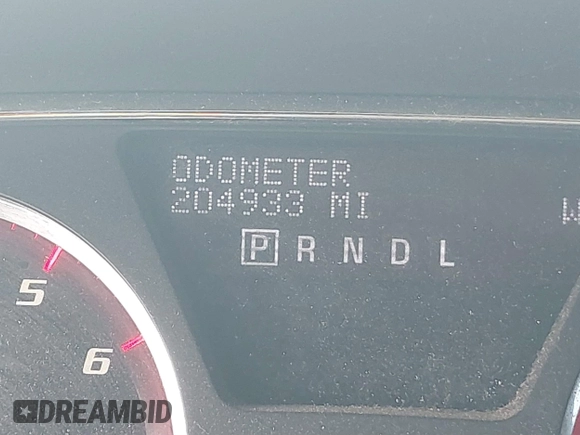 ODOMETER
204933 MI
W
P R N D L
5
6
DREAMBID